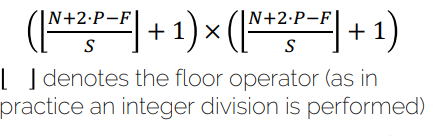 (⌊N+2·P−F/S⌋ + 1) × (⌊N+2·P−F/S⌋ + 1)
⌊ ⌋ denotes the floor operator (as in
practice an integer division is performed)